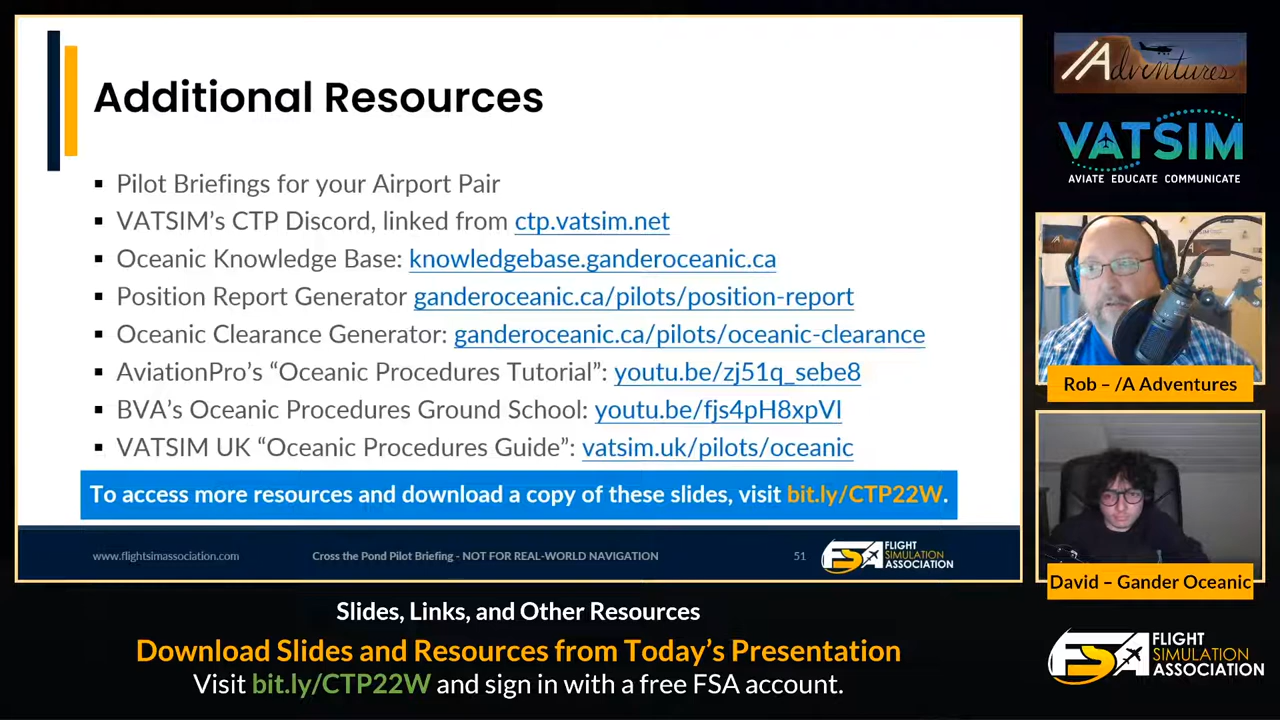 Additional Resources
▪ Pilot Briefings for your Airport Pair
▪ VATSIM's CTP Discord, linked from ctp.vatsim.net
▪ Oceanic Knowledge Base: knowledgebase.ganderoceanic.ca
▪ Position Report Generator ganderoceanic.ca/pilots/position-report
▪ Oceanic Clearance Generator: ganderoceanic.ca/pilots/oceanic-clearance
▪ AviationPro's “Oceanic Procedures Tutorial”: youtu.be/zj51q_sebe8
▪ BVA's Oceanic Procedures Ground School: youtu.be/fjs4pH8xpVI
▪ VATSIM UK “Oceanic Procedures Guide”: vatsim.uk/pilots/oceanic
To access more resources and download a copy of these slides, visit bit.ly/CTP22W.
www.flightsimassociation.com Cross the Pond Pilot Briefing - NOT FOR REAL-WORLD NAVIGATION 51
FSA FLIGHT
SIMULATION
ASSOCIATION
/Adventures
VATSIM
AVIATE EDUCATE COMMUNICATE
Rob – /A Adventures
David – Gander Oceanic
Slides, Links, and Other Resources
Download Slides and Resources from Today's Presentation
Visit bit.ly/CTP22W and sign in with a free FSA account.
FSA FLIGHT
SIMULATION
ASSOCIATION